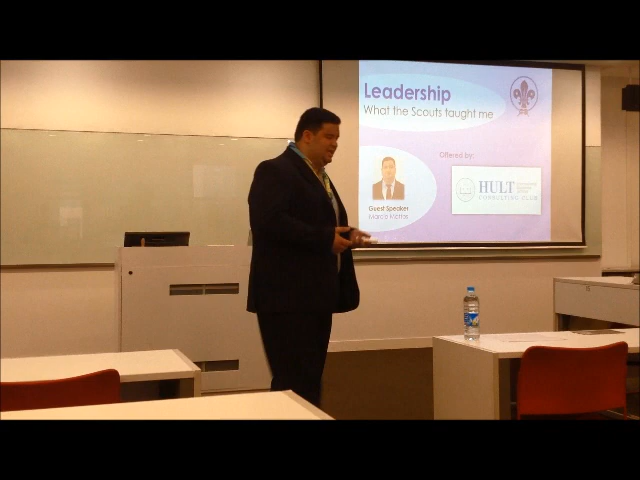 Leadership
What the Scouts taught me
Offered by:
Guest Speaker
HULT
CONSULTING CLUB